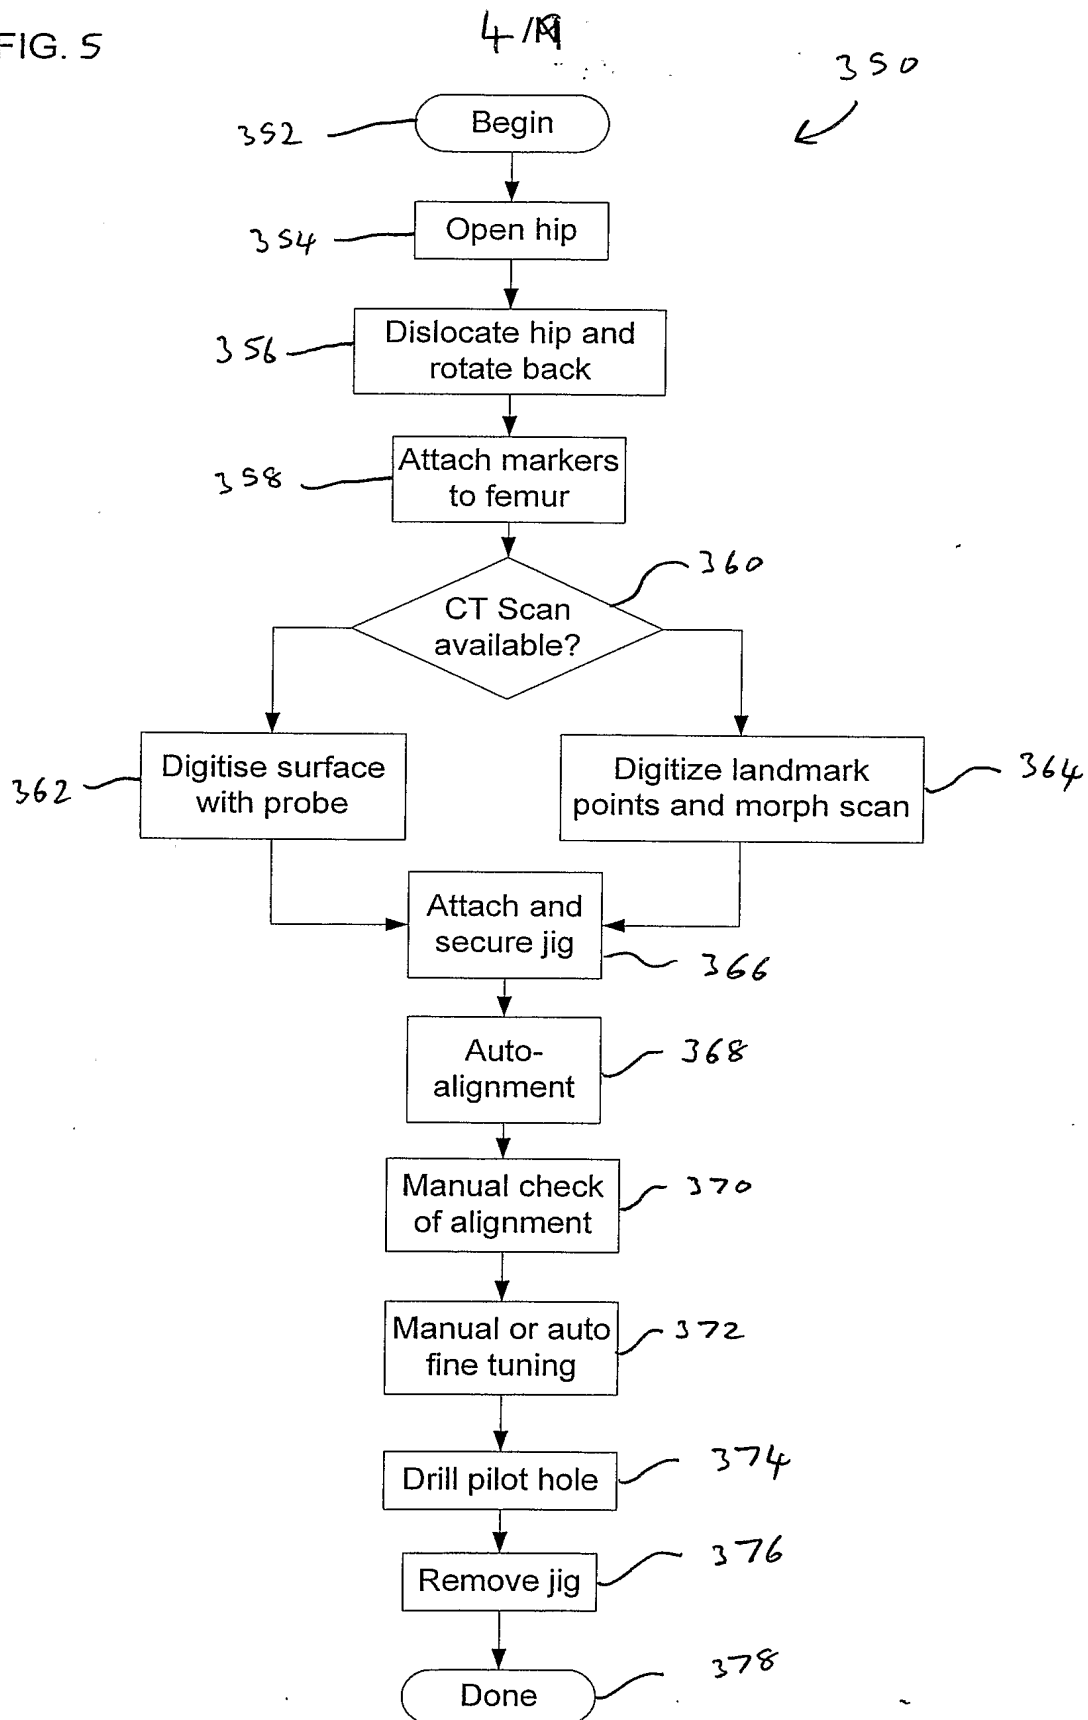 FIG. 5
4/
350
352
Begin
354
Open hip
356
Dislocate hip and
rotate back
358
Attach markers
to femur
360
CT Scan
available?
362
Digitise surface
with probe
Digitize landmark
points and morph scan
364
Attach and
secure jig
366
Auto-
alignment
368
Manual check
of alignment
370
Manual or auto
fine tuning
372
Drill pilot hole
374
Remove jig
376
Done
378